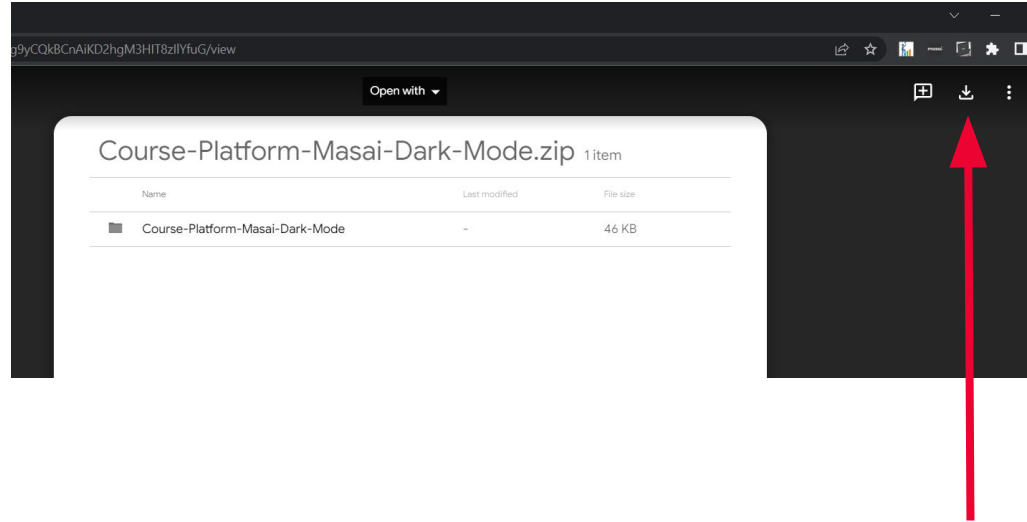 g9yCQkBCnAiKD2hgM3HIT8zIlYfuG/view
Open with
Course-Platform-Masai-Dark-Mode.zip 1 item
Name Last modified File size
Course-Platform-Masai-Dark-Mode - 46 KB